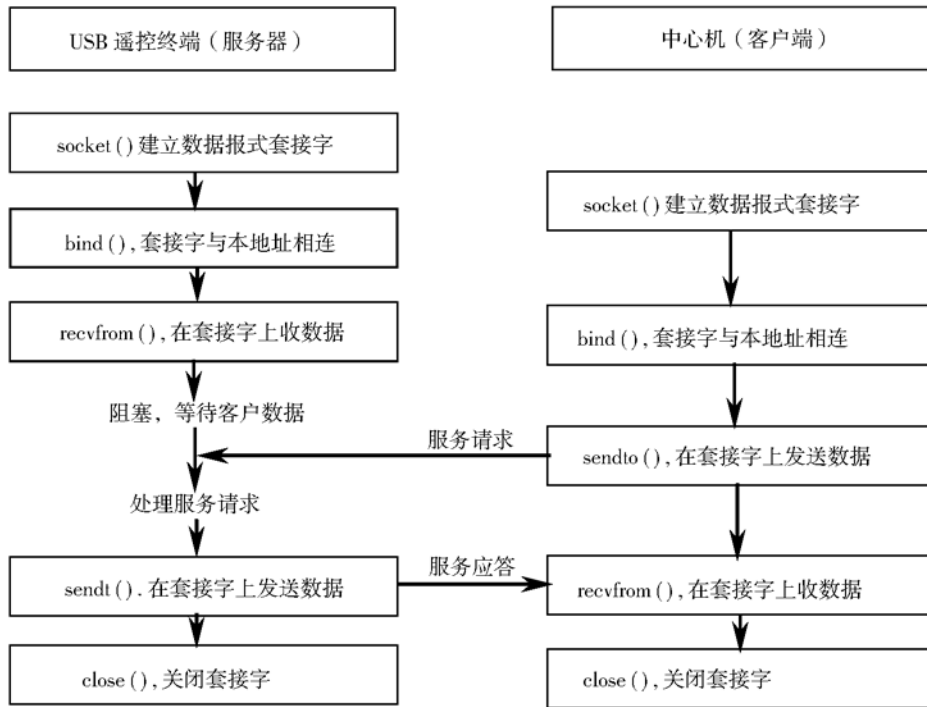 USB 遥控终端（服务器）
socket()建立数据报式套接字
bind(),套接字与本地址相连
recvfrom(),在套接字上收数据
阻塞，等待客户数据
处理服务请求
sendt().在套接字上发送数据
close(),关闭套接字
服务请求
服务应答
中心机（客户端）
socket()建立数据报式套接字
bind(),套接字与本地址相连
sendto(),在套接字上发送数据
recvfrom(),在套接字上收数据
close(),关闭套接字